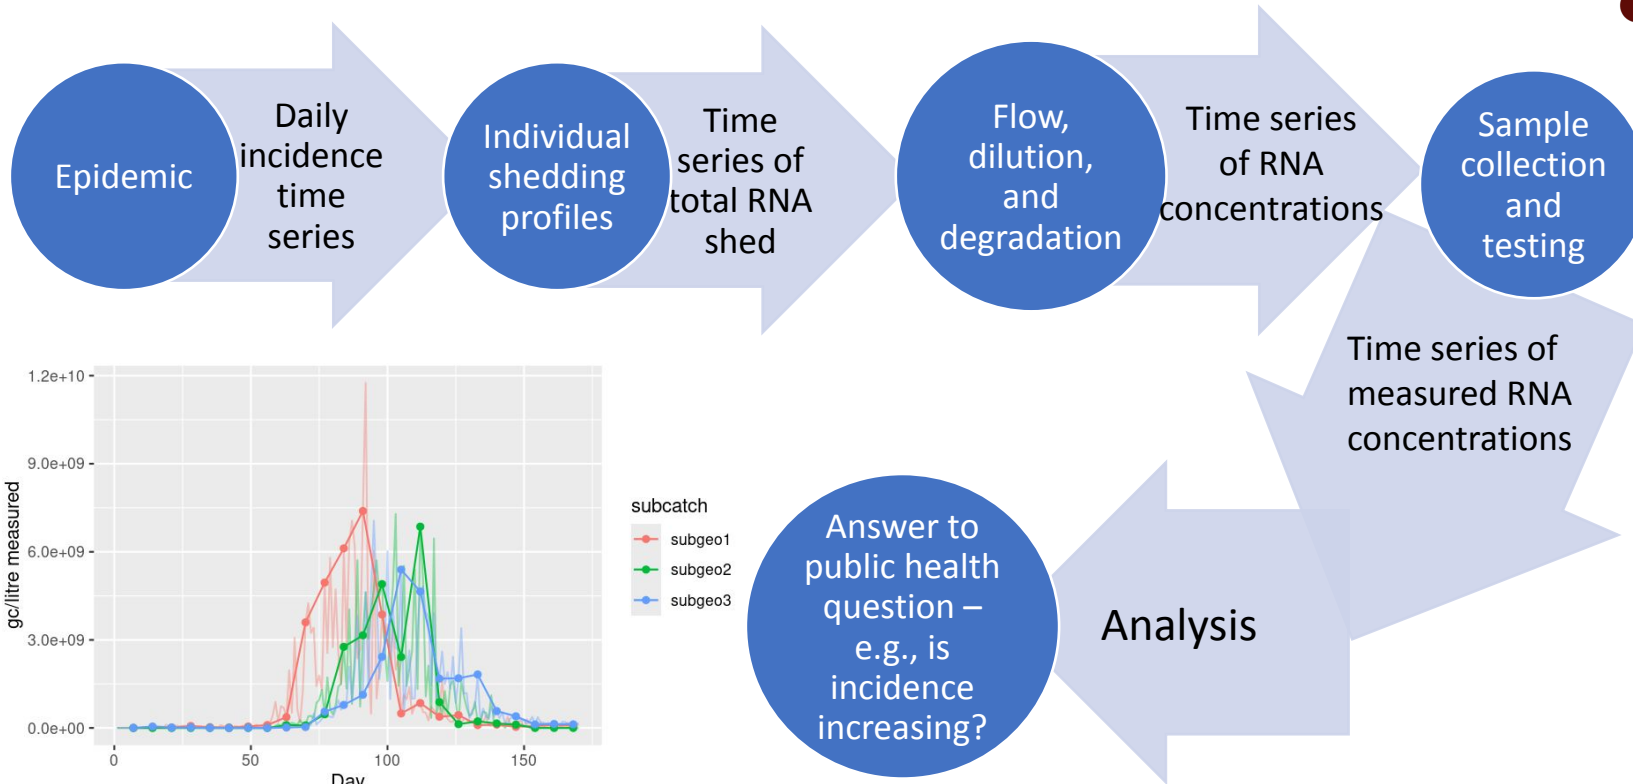 Epidemic
Daily
incidence
time
series
Individual
shedding
profiles
Time
series of
total RNA
shed
Flow,
dilution,
and
degradation
Time series
of RNA
concentrations
Sample
collection
and
testing
Time series of
measured RNA
concentrations
Analysis
Answer to
public health
question –
e.g., is
incidence
increasing?
gc/litre measured
1.2e+10
9.0e+09
6.0e+09
3.0e+09
0.0e+00
0
50
100
150
Day
subcatch
subgeo1
subgeo2
subgeo3